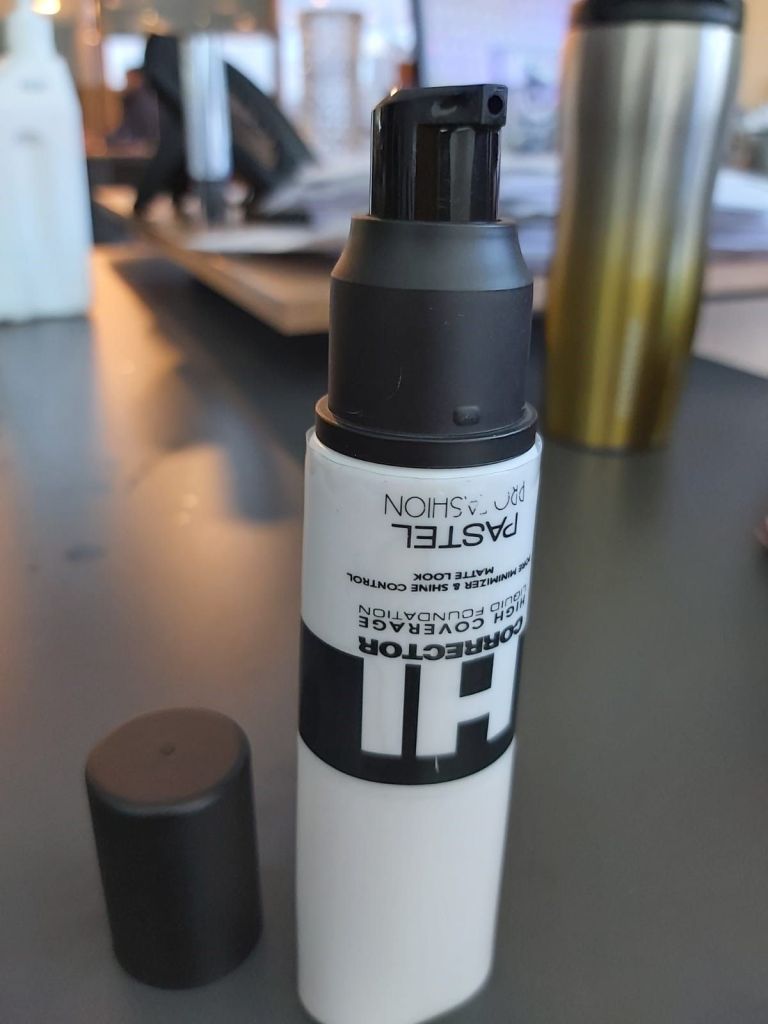 HI
CORRECTOR
HIGH COVERAGE
LIQUID FOUNDATION
PORE MINIMIZER & SHINE CONTROL
MATTE LOOK
PASTEL
PROFASHION